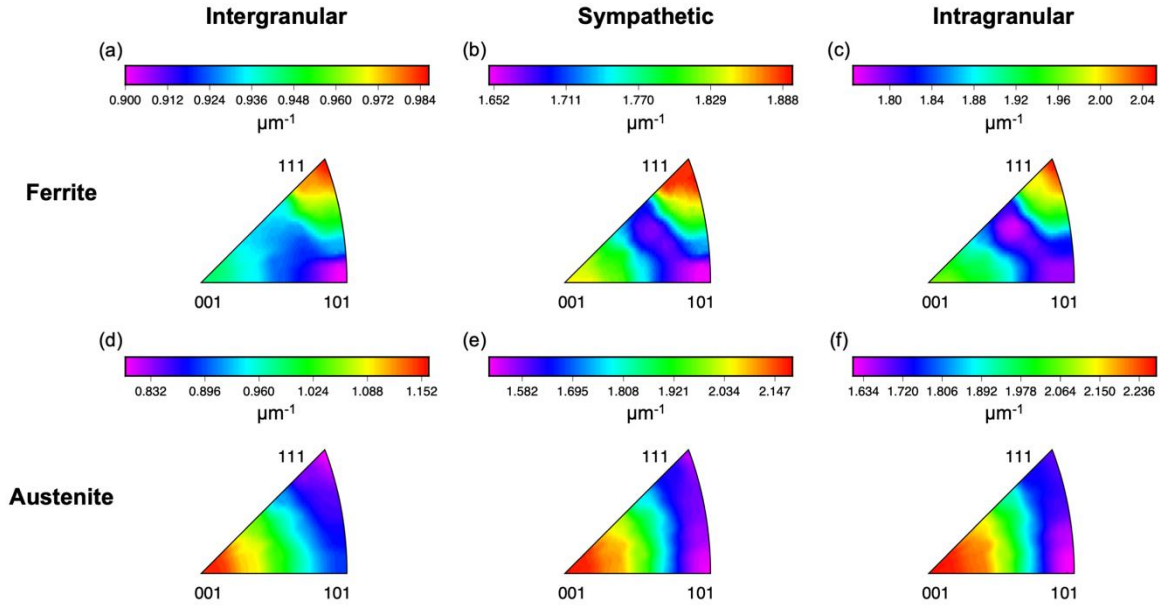 Intergranular Sympathetic Intragranular
(a) (b) (c)
0.900 0.912 0.924 0.936 0.948 0.960 0.972 0.984
1.652 1.711 1.770 1.829 1.888
1.80 1.84 1.88 1.92 1.96 2.00 2.04
µm⁻¹ µm⁻¹ µm⁻¹
111 111 111
Ferrite
001 101 001 101 001 101
(d) (e) (f)
0.832 0.896 0.960 1.024 1.088 1.152
1.582 1.695 1.808 1.921 2.034 2.147
1.634 1.720 1.806 1.892 1.978 2.064 2.150 2.236
µm⁻¹ µm⁻¹ µm⁻¹
111 111 111
Austenite
001 101 001 101 001 101